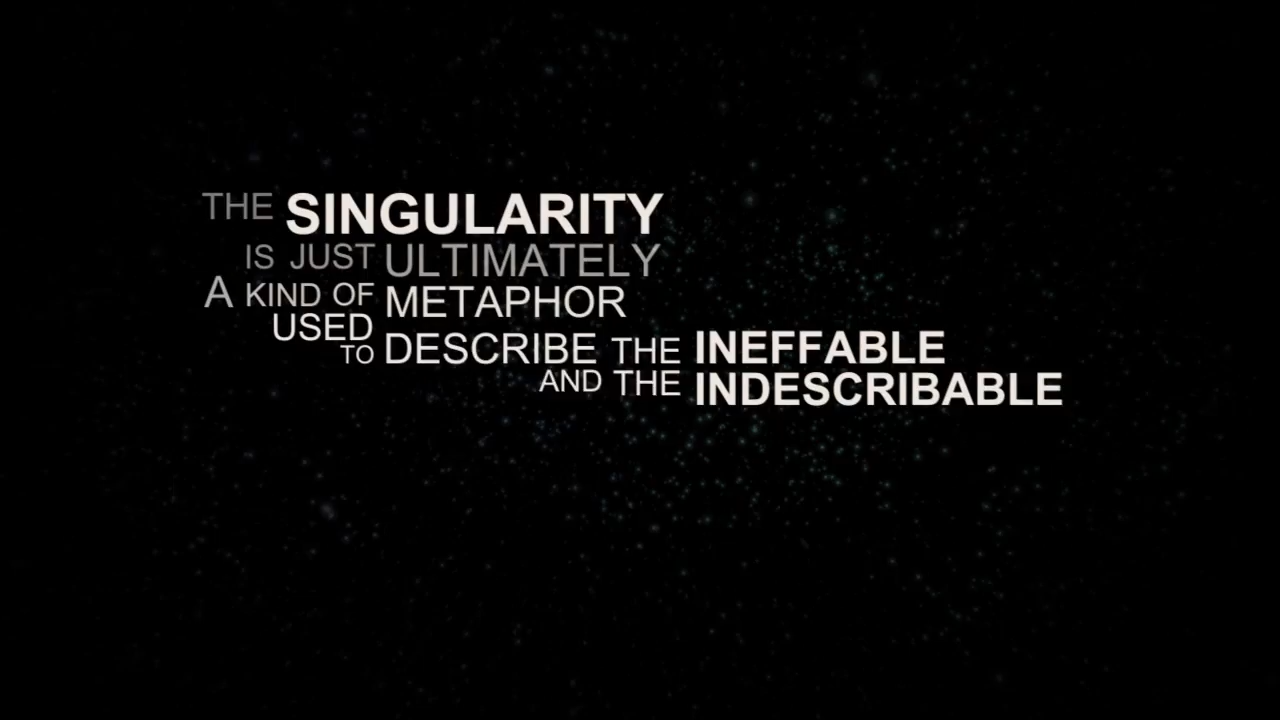 THE SINGULARITY
IS JUST ULTIMATELY
A KIND OF METAPHOR
USED
TO DESCRIBE THE INEFFABLE
AND THE INDESCRIBABLE